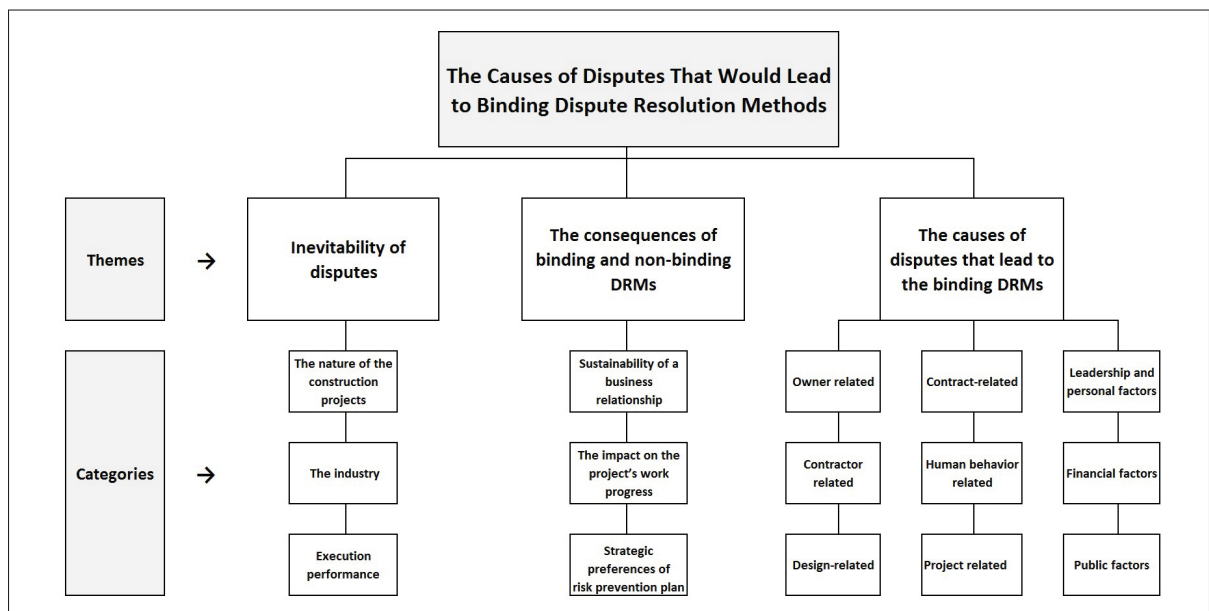 The Causes of Disputes That Would Lead
to Binding Dispute Resolution Methods
Themes
→
Inevitability of
disputes
The consequences of
binding and non-binding
DRMs
The causes of
disputes that lead to
the binding DRMs
Categories
→
The nature of the
construction
projects
The industry
Execution
performance
Sustainability of a
business
relationship
The impact on the
project's work
progress
Strategic
preferences of
risk prevention plan
Owner related
Contractor
related
Design-related
Contract-related
Human behavior
related
Project related
Leadership and
personal factors
Financial factors
Public factors